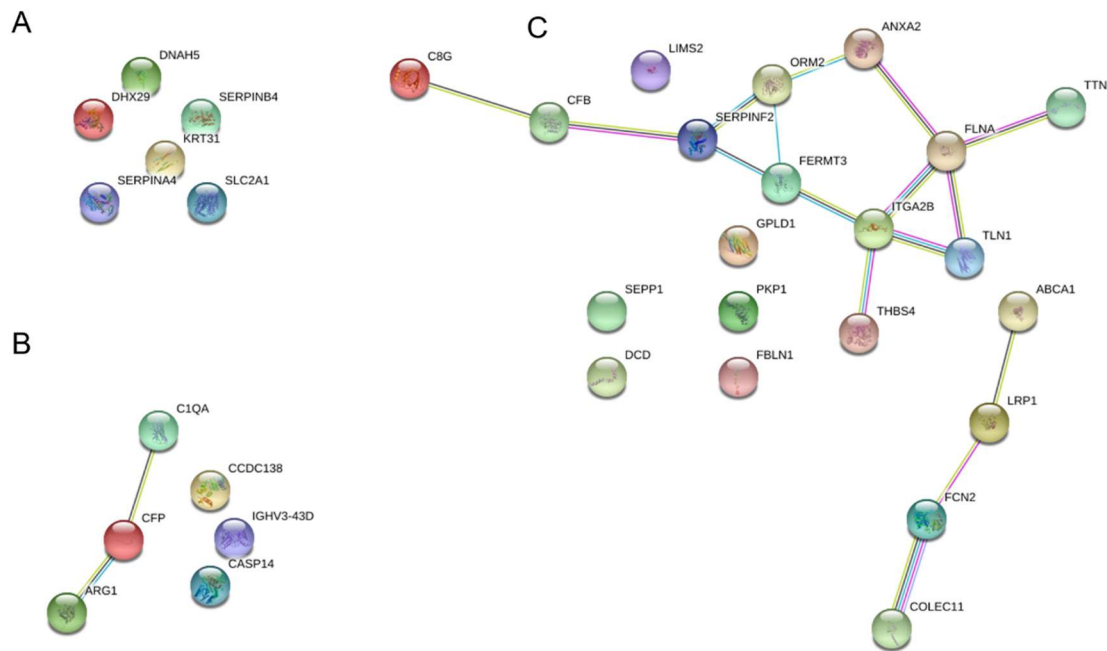 A
DNAH5
DHX29
SERPINB4
KRT31
SERPINA4
SLC2A1
B
C1QA
CCDC138
CFP
IGHV3-43D
CASP14
ARG1
C
ANXA2
LIMS2
ORM2
C8G
TTN
CFB
SERPINF2
FLNA
FERMT3
ITGA2B
GPLD1
TLN1
SEPP1
PKP1
THBS4
ABCA1
DCD
FBLN1
LRP1
FCN2
COLEC11